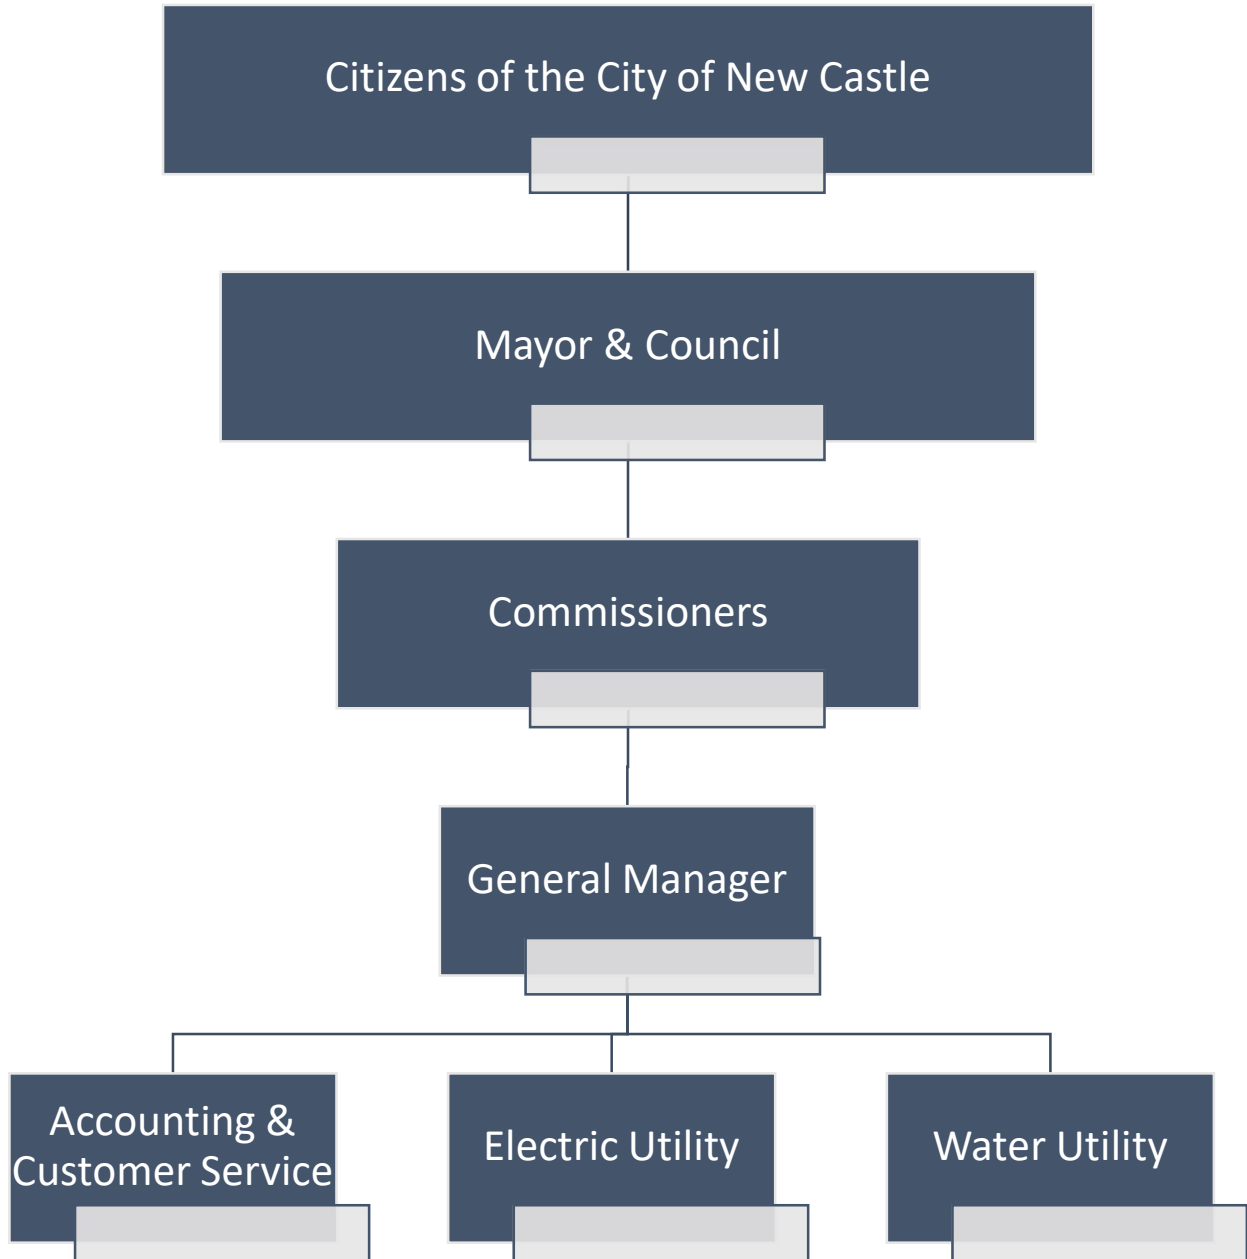 Citizens of the City of New Castle
Mayor & Council
Commissioners
General Manager
Accounting &
Customer Service
Electric Utility
Water Utility